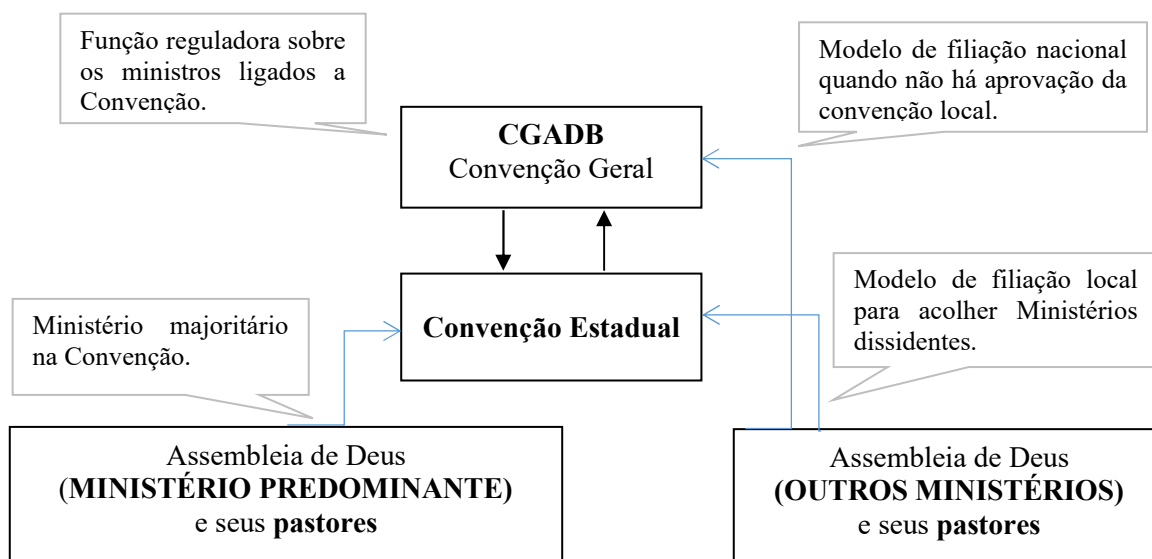 Função reguladora sobre
os ministros ligados a
Convenção.
Modelo de filiação nacional
quando não há aprovação da
convenção local.
CGADB
Convenção Geral
Modelo de filiação local
para acolher Ministérios
dissidentes.
Ministério majoritário
na Convenção.
Convenção Estadual
Assembleia de Deus
(MINISTÉRIO PREDOMINANTE)
e seus pastores
Assembleia de Deus
(OUTROS MINISTÉRIOS)
e seus pastores